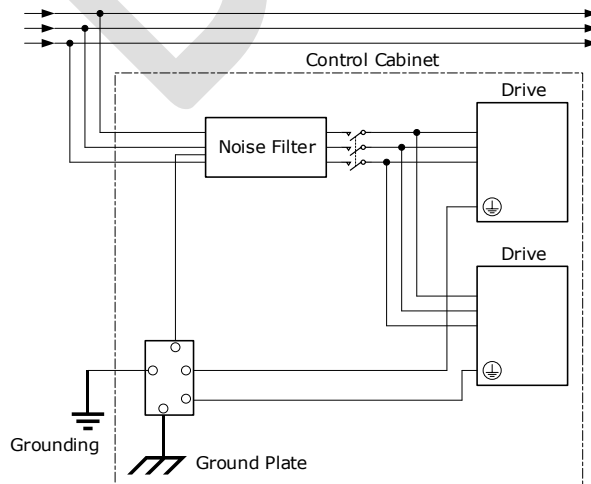 Control Cabinet
Drive
Noise Filter
Drive
Grounding
Ground Plate